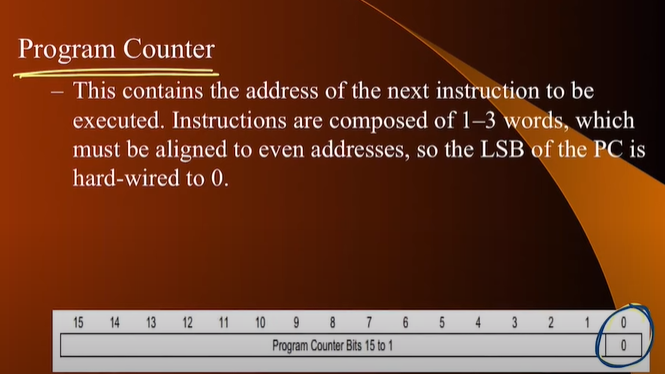 Program Counter
– This contains the address of the next instruction to be
executed. Instructions are composed of 1–3 words, which
must be aligned to even addresses, so the LSB of the PC is
hard-wired to 0.
15 14 13 12 11 10 9 8 7 6 5 4 3 2 1 0
Program Counter Bits 15 to 1 0